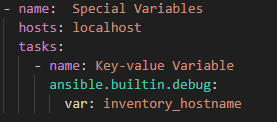 - name:  Special Variables
  hosts: localhost
  tasks:
    - name: Key-value Variable
      ansible.builtin.debug:
        var: inventory_hostname